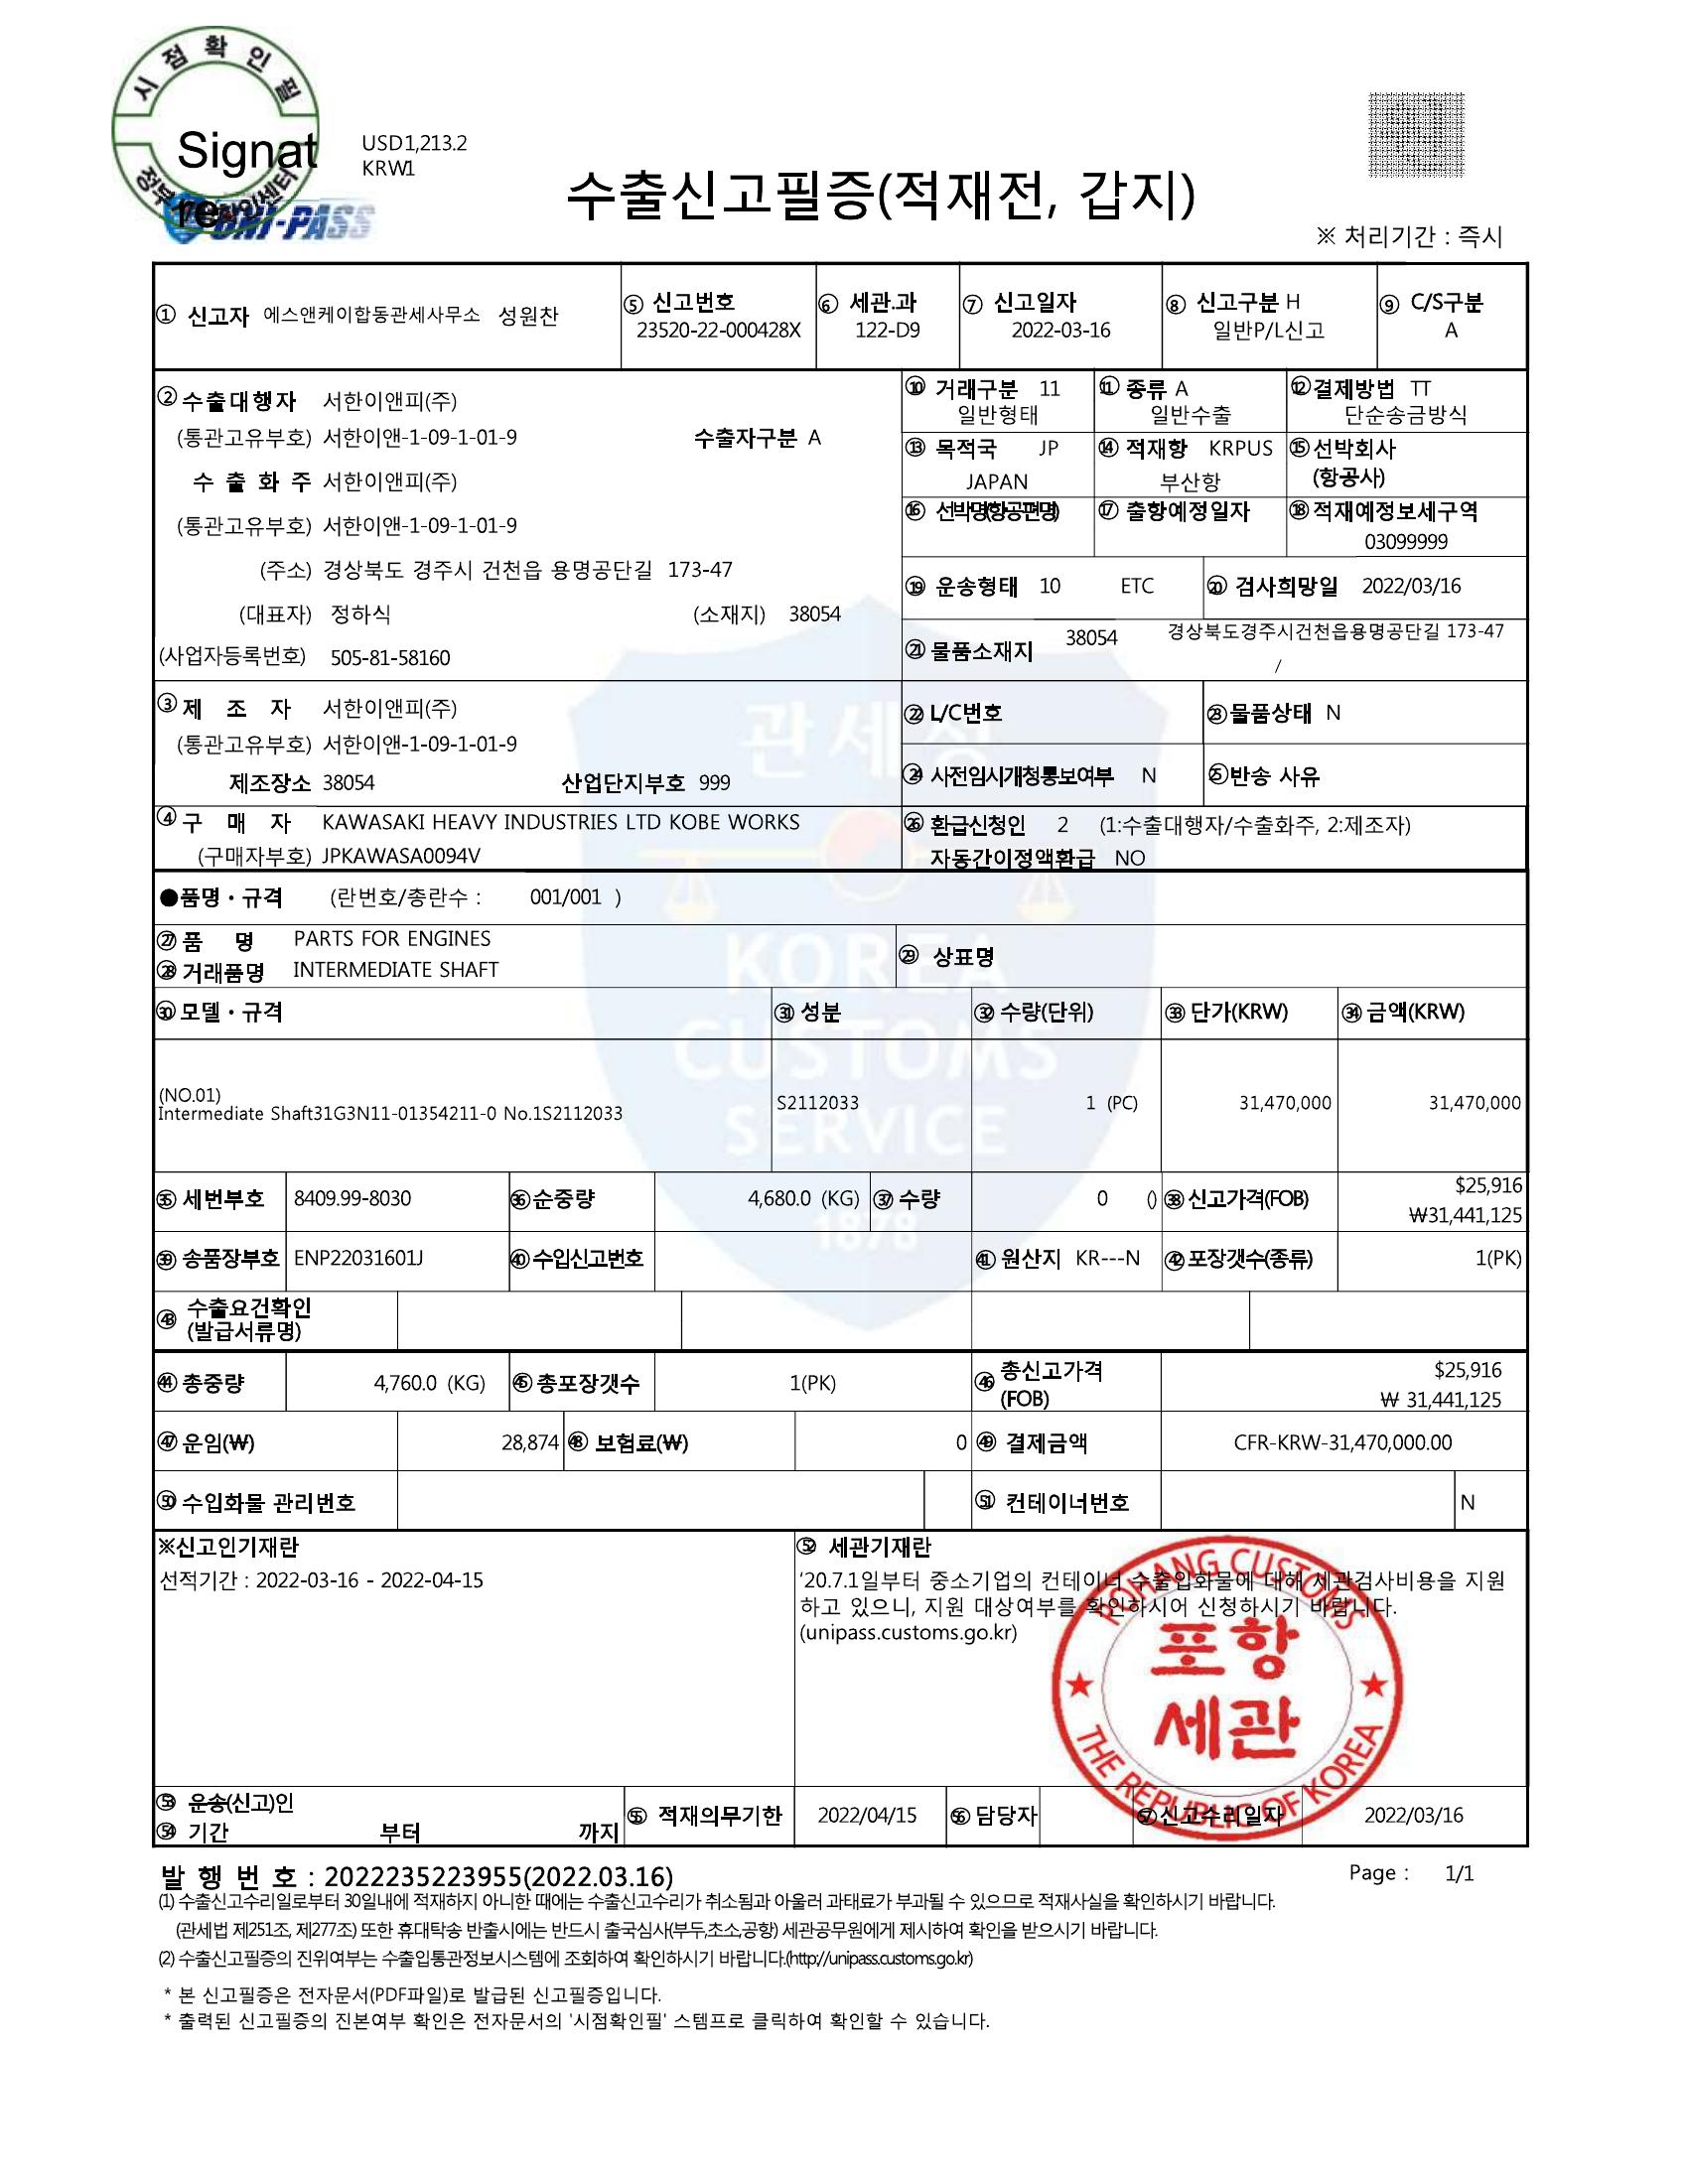 시점확인필
Signat
re
UNI-PASS
USD1,213.2
KRW1
수출신고필증(적재전, 갑지)
※ 처리기간 : 즉시
① 신고자 에스앤케이합동관세사무소 성원찬
⑤ 신고번호
23520-22-000428X
⑥ 세관.과
122-D9
⑦ 신고일자
2022-03-16
⑧ 신고구분 H
일반P/L신고
⑨ C/S구분
A
② 수출대행자 서한이앤피(주)
(통관고유부호) 서한이앤-1-09-1-01-9 수출자구분 A
수 출 화 주 서한이앤피(주)
(통관고유부호) 서한이앤-1-09-1-01-9
(주소) 경상북도 경주시 건천읍 용명공단길 173-47
(대표자) 정하식 (소재지) 38054
(사업자등록번호) 505-81-58160
⑩ 거래구분 11
일반형태
⑪ 종류 A
일반수출
⑫ 결제방법 TT
단순송금방식
⑬ 목적국 JP
JAPAN
⑭ 적재항 KRPUS
부산항
⑮ 선박회사
(항공사)
⑯ 선박명(항공편명)
⑰ 출항예정일자
⑱ 적재예정보세구역
03099999
⑲ 운송형태 10 ETC
⑳ 검사희망일 2022/03/16
㉑ 물품소재지 38054 경상북도경주시건천읍용명공단길 173-47
/
③ 제 조 자 서한이앤피(주)
(통관고유부호) 서한이앤-1-09-1-01-9
제조장소 38054 산업단지부호 999
㉒ L/C번호
㉓ 물품상태 N
㉔ 사전임시개청통보여부 N
㉕ 반송 사유
④ 구 매 자 KAWASAKI HEAVY INDUSTRIES LTD KOBE WORKS
(구매자부호) JPKAWASA0094V
㉖ 환급신청인 2 (1:수출대행자/수출화주, 2:제조자)
자동간이정액환급 NO
●품명・규격 (란번호/총란수 : 001/001 )
㉗ 품 명 PARTS FOR ENGINES
㉘ 거래품명 INTERMEDIATE SHAFT
㉙ 상표명
㉚ 모델・규격 ㉛ 성분 ㉜ 수량(단위) ㉝ 단가(KRW) ㉞ 금액(KRW)
(NO.01)
Intermediate Shaft31G3N11-01354211-0 No.1S2112033 S2112033 1 (PC) 31,470,000 31,470,000
㉟ 세번부호 8409.99-8030 ㊱ 순중량 4,680.0 (KG) ㊲ 수량 0 () ㊳ 신고가격(FOB) $25,916
₩31,441,125
㊴ 송품장부호 ENP22031601J ㊵ 수입신고번호 ㊶ 원산지 KR---N ㊷ 포장갯수(종류) 1(PK)
㊸ 수출요건확인
(발급서류명)
㊹ 총중량 4,760.0 (KG) ㊺ 총포장갯수 1(PK) ㊻ 총신고가격
(FOB) $25,916
₩ 31,441,125
㊼ 운임(₩) 28,874 ㊽ 보험료(₩) 0 ㊾ 결제금액 CFR-KRW-31,470,000.00
㊿ 수입화물 관리번호 51 컨테이너번호 N
※신고인기재란
선적기간 : 2022-03-16 - 2022-04-15
52 세관기재란
'20.7.1일부터 중소기업의 컨테이너 수출입화물에 대해 세관검사비용을 지원
하고 있으니, 지원 대상여부를 확인하시어 신청하시기 바랍니다.
(unipass.customs.go.kr)
POHANG CUSTOMS
포항
세관
THE REPUBLIC OF KOREA
53 운송(신고)인
54 기간 부터 까지
55 적재의무기한 2022/04/15 56 담당자 57 신고수리일자 2022/03/16
발 행 번 호 : 2022235223955(2022.03.16)
Page : 1/1
(1) 수출신고수리일로부터 30일내에 적재하지 아니한 때에는 수출신고수리가 취소됨과 아울러 과태료가 부과될 수 있으므로 적재사실을 확인하시기 바랍니다.
(관세법 제251조, 제277조) 또한 휴대탁송 반출시에는 반드시 출국심사(부두,초소,공항) 세관공무원에게 제시하여 확인을 받으시기 바랍니다.
(2) 수출신고필증의 진위여부는 수출입통관정보시스템에 조회하여 확인하시기 바랍니다.(http://unipass.customs.go.kr)
* 본 신고필증은 전자문서(PDF파일)로 발급된 신고필증입니다.
* 출력된 신고필증의 진본여부 확인은 전자문서의 '시점확인필' 스템프로 클릭하여 확인할 수 있습니다.
관세청
KOREA
CUSTOMS
SERVICE
1878